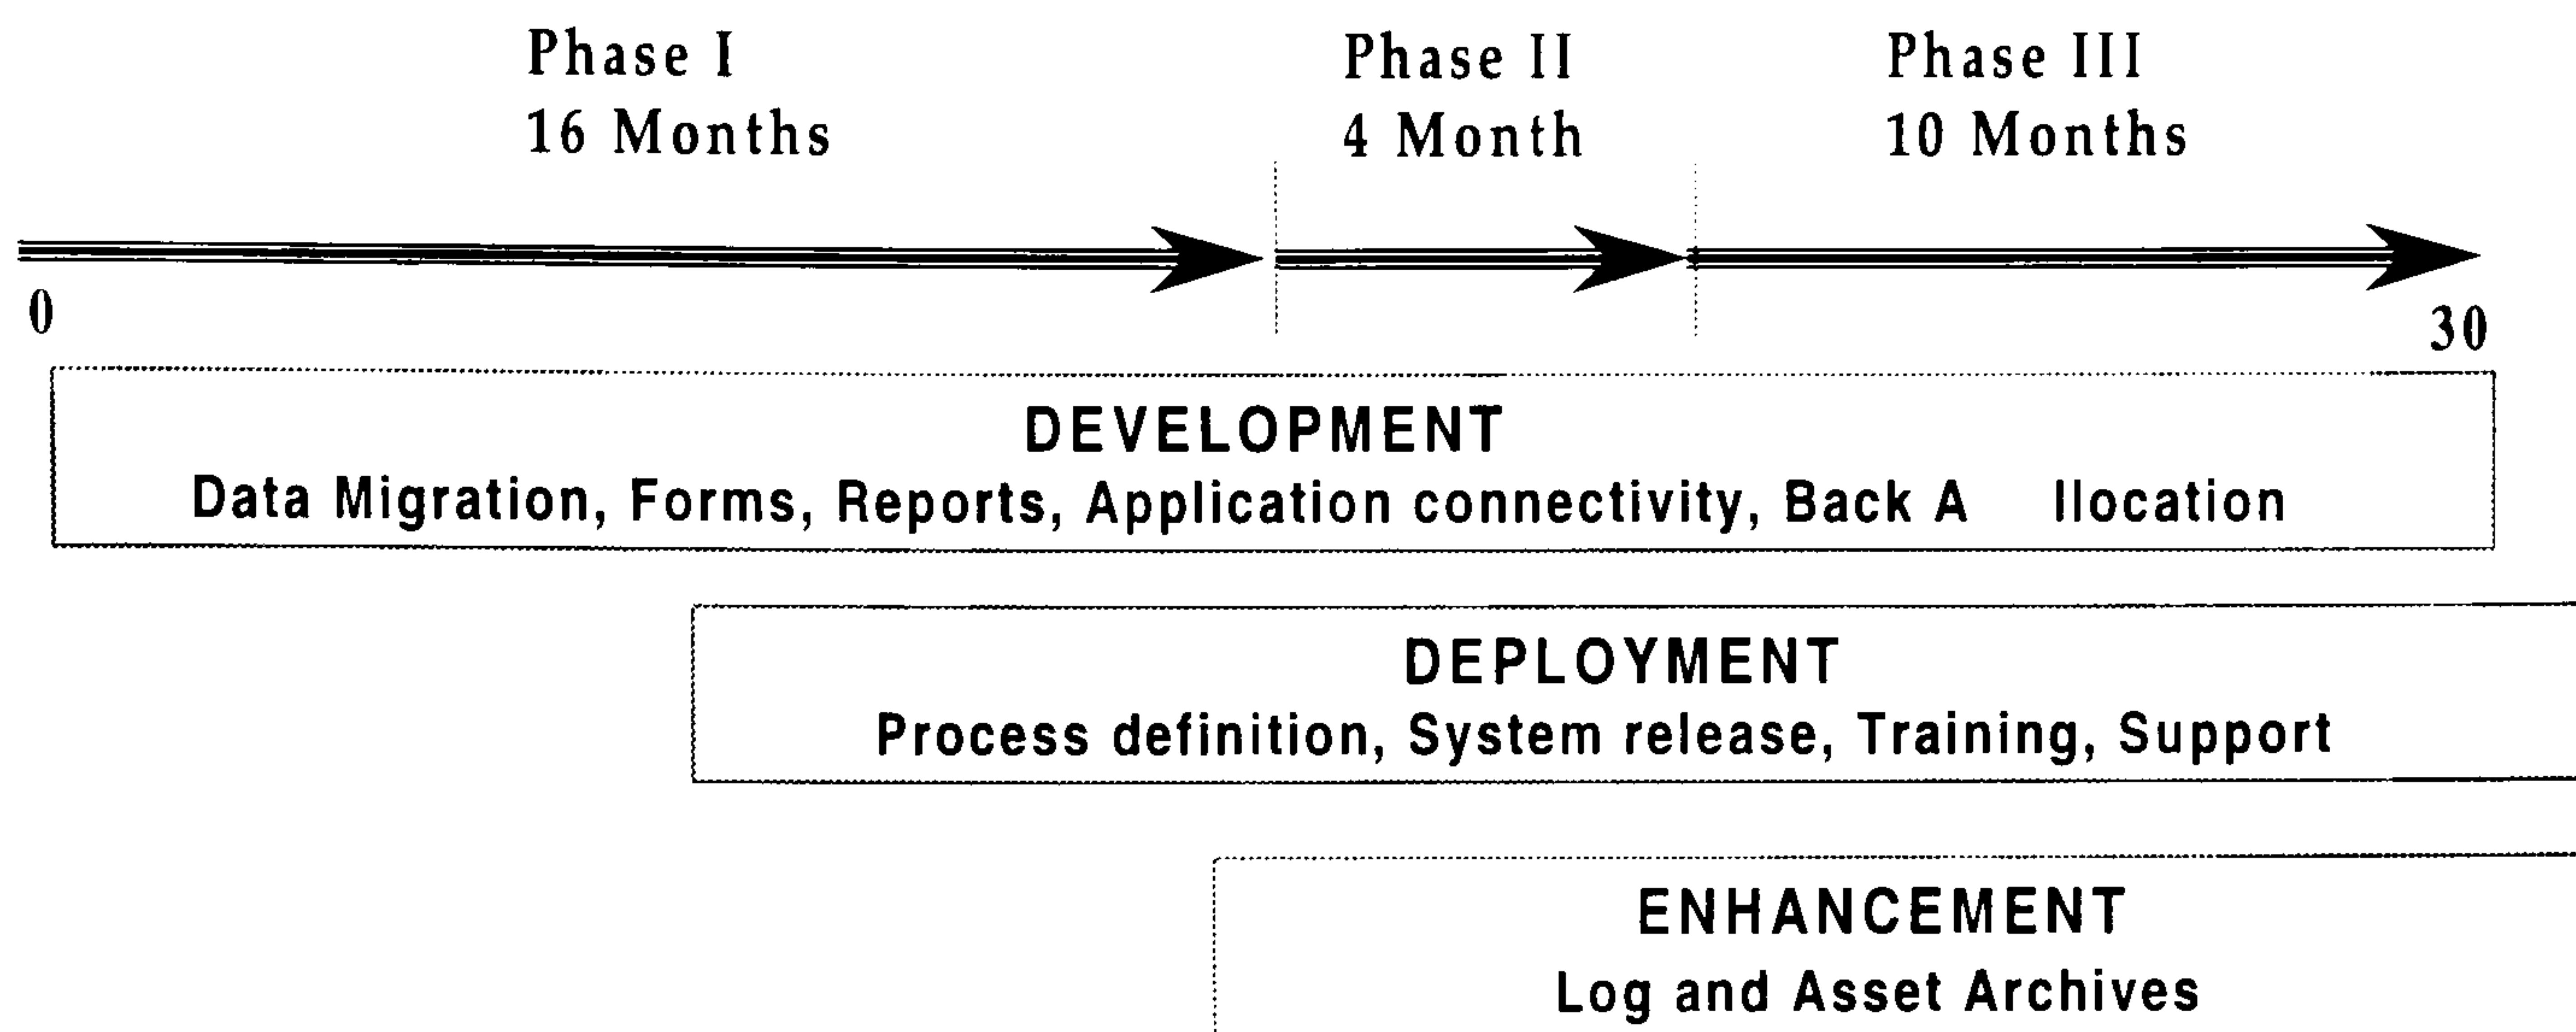 Phase I
16 Months
Phase II
4 Month
Phase III
10 Months
0
30
DEVELOPMENT
Data Migration, Forms, Reports, Application connectivity, Back A llocation
DEPLOYMENT
Process definition, System release, Training, Support
ENHANCEMENT
Log and Asset Archives